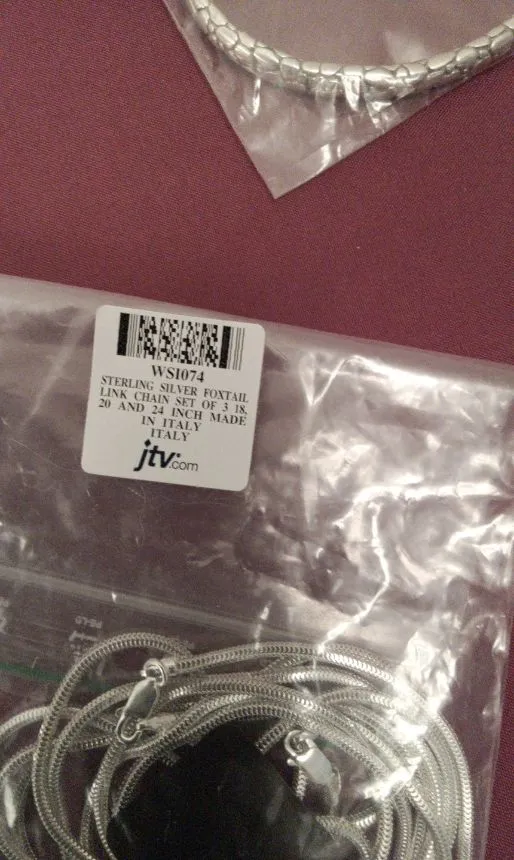 WSI074
STERLING SILVER FOXTAIL
LINK CHAIN SET OF 3 18,
20 AND 24 INCH MADE
IN ITALY
ITALY
jtv.com